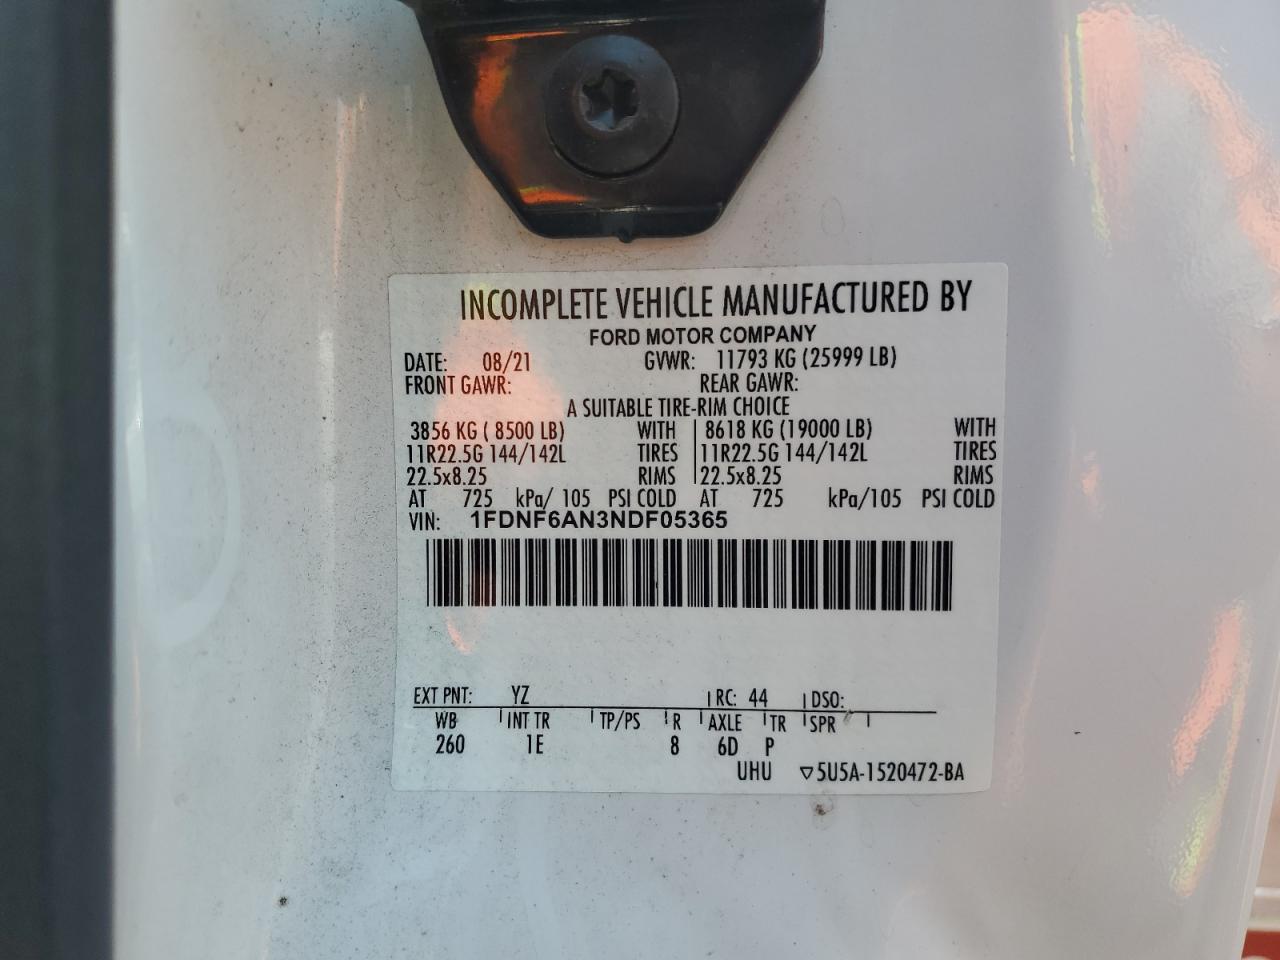 INCOMPLETE VEHICLE MANUFACTURED BY
FORD MOTOR COMPANY
DATE: 08/21 GVWR: 11793 KG (25999 LB)
FRONT GAWR: REAR GAWR:
A SUITABLE TIRE-RIM CHOICE
3856 KG ( 8500 LB) WITH 8618 KG (19000 LB) WITH
11R22.5G 144/142L TIRES 11R22.5G 144/142L TIRES
22.5x8.25 RIMS 22.5x8.25 RIMS
AT 725 kPa/ 105 PSI COLD AT 725 kPa/105 PSI COLD
VIN: 1FDNF6AN3NDF05365
EXT PNT: YZ RC: 44 DSO:
WB INT TR TP/PS R AXLE TR SPR
260 1E 8 6D P
UHU ▽5U5A-1520472-BA